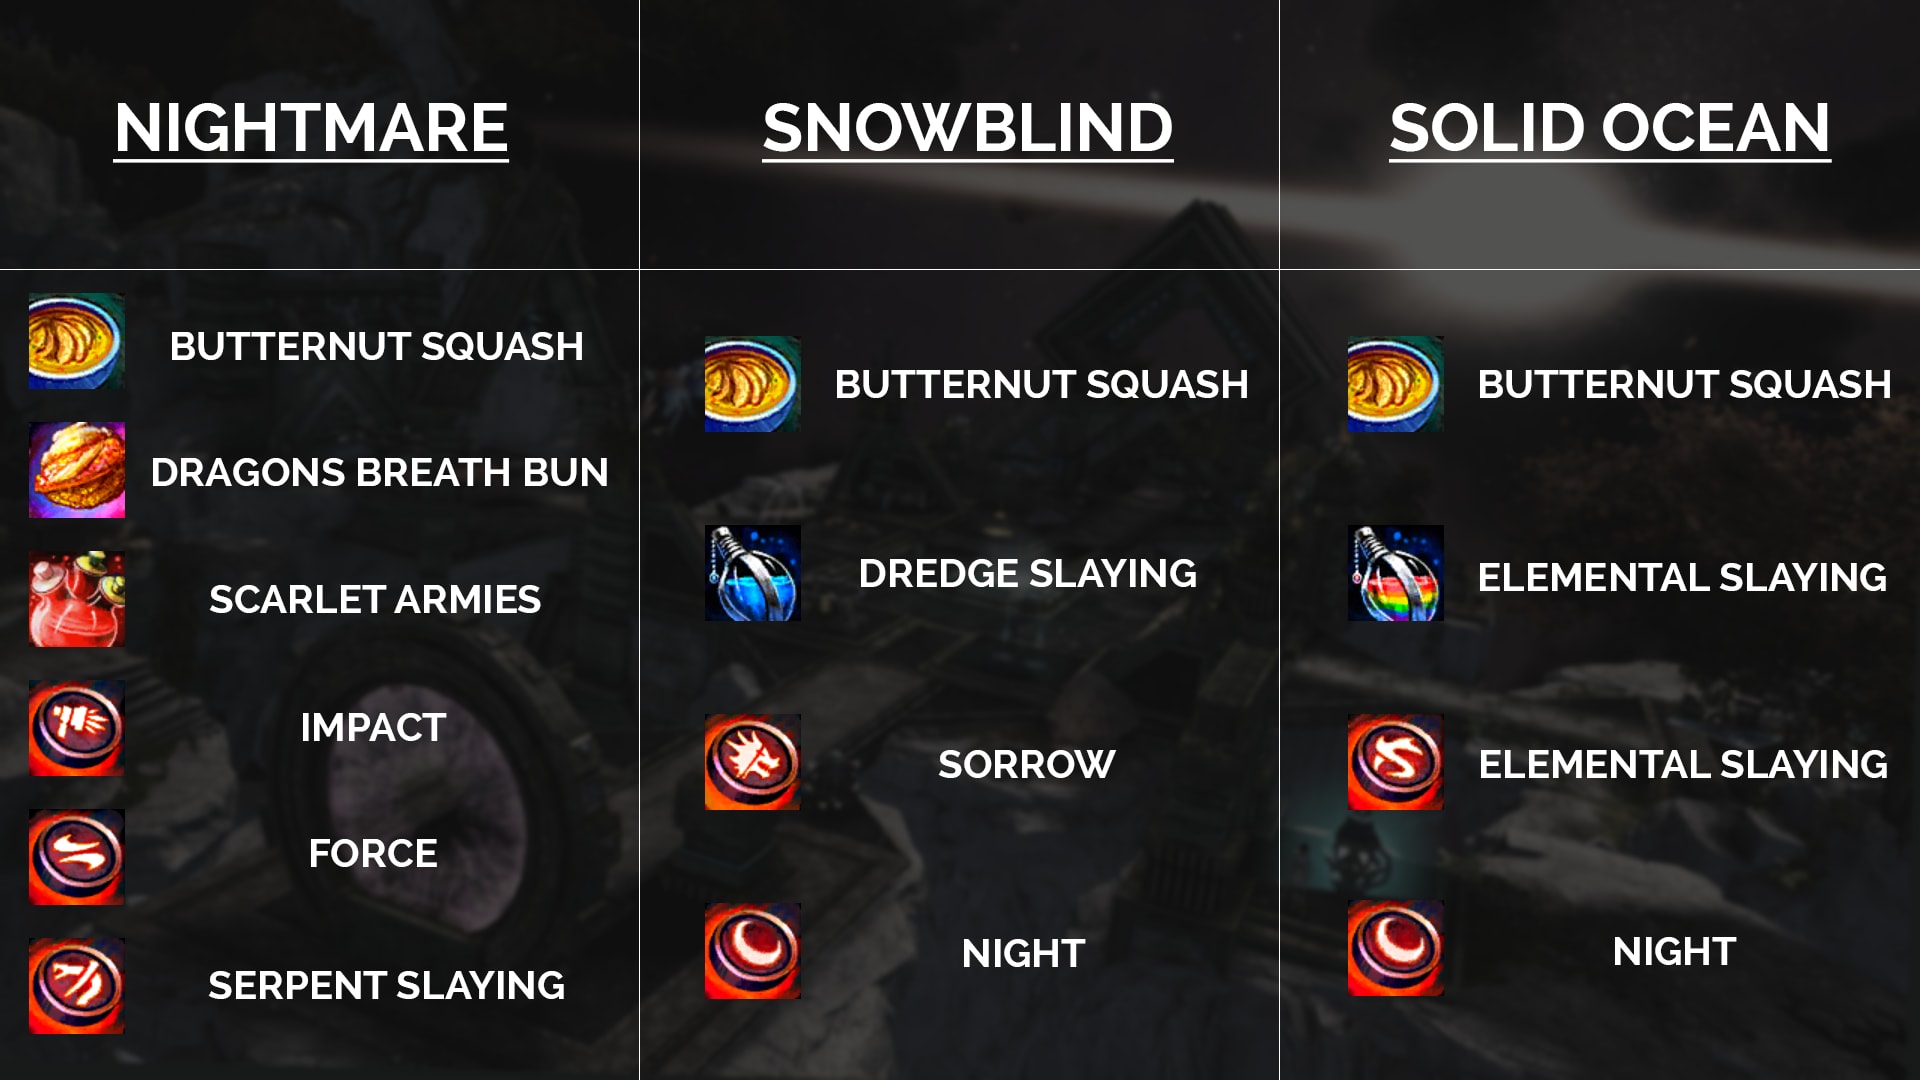 NIGHTMARE
BUTTERNUT SQUASH
DRAGONS BREATH BUN
SCARLET ARMIES
IMPACT
FORCE
SERPENT SLAYING
SNOWBLIND
BUTTERNUT SQUASH
DREDGE SLAYING
SORROW
NIGHT
SOLID OCEAN
BUTTERNUT SQUASH
ELEMENTAL SLAYING
ELEMENTAL SLAYING
NIGHT